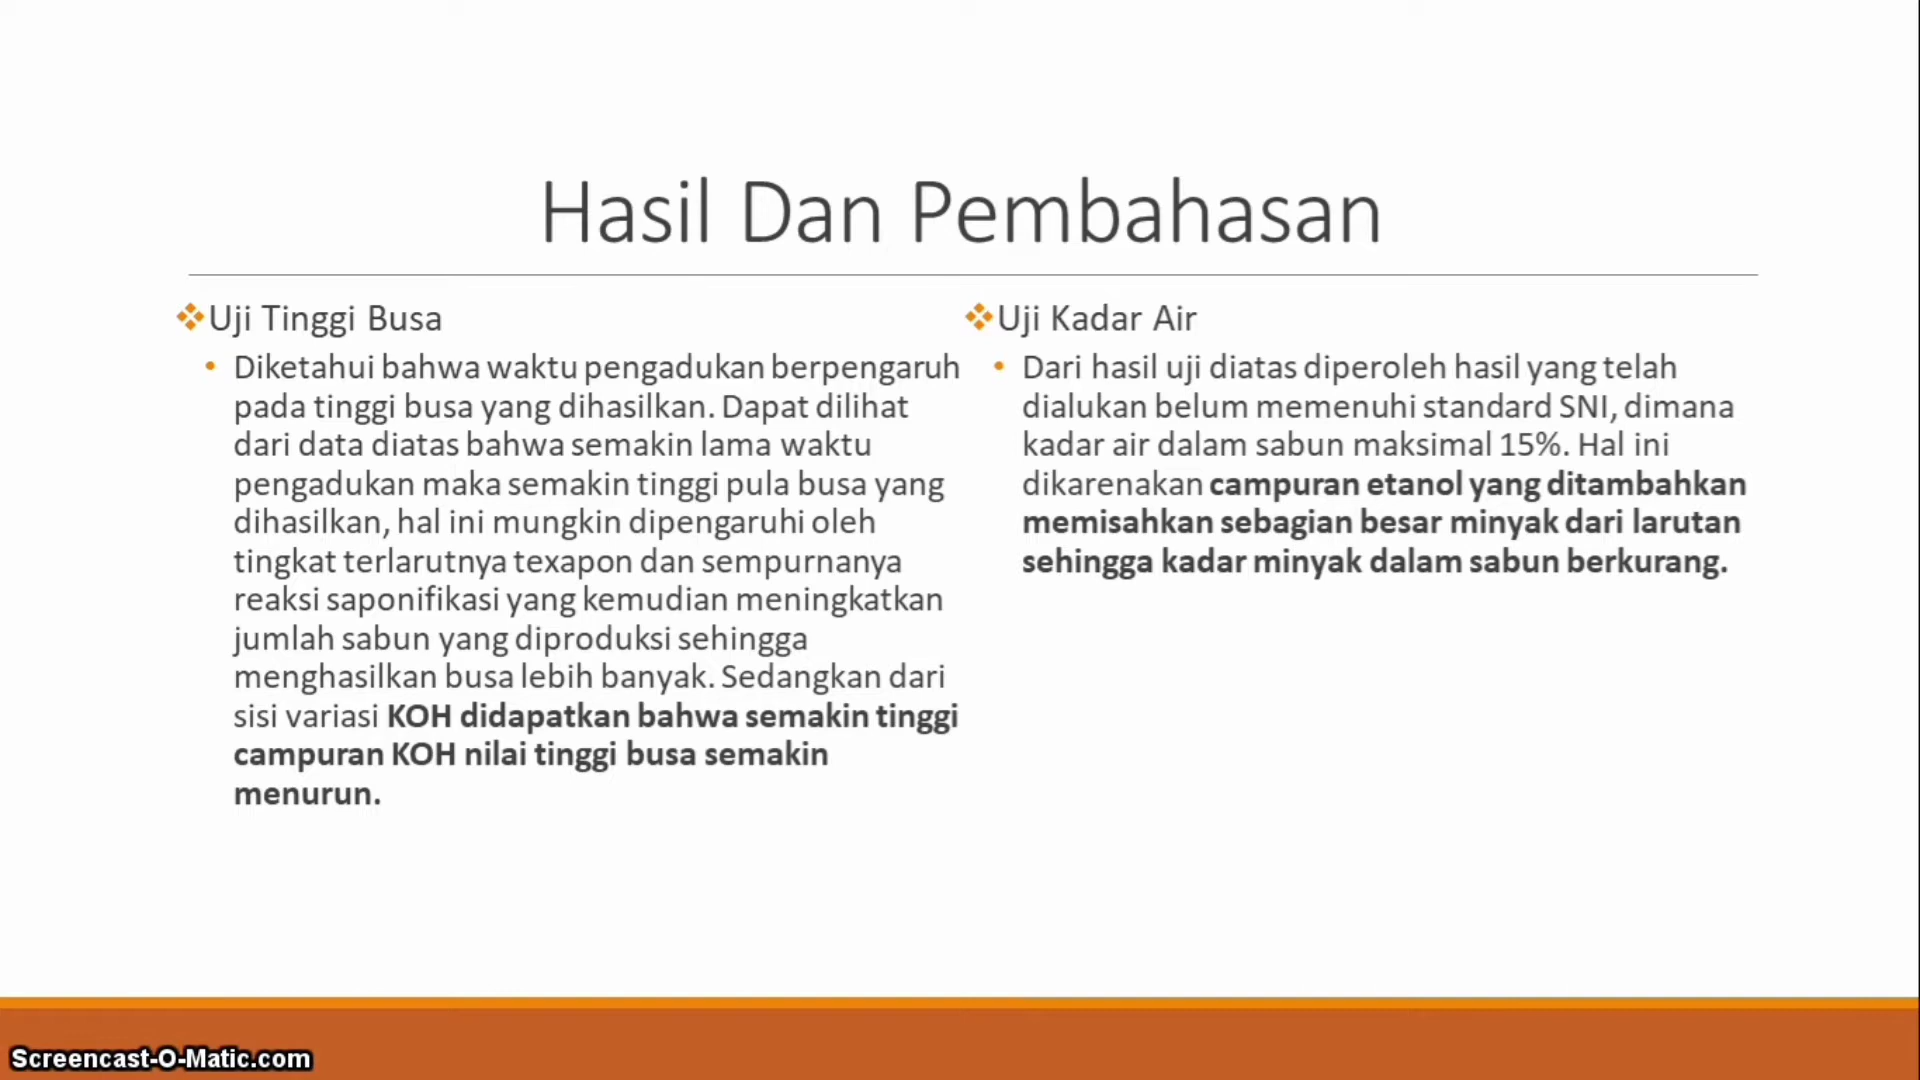 Hasil Dan Pembahasan
Uji Tinggi Busa
Diketahui bahwa waktu pengadukan berpengaruh
pada tinggi busa yang dihasilkan. Dapat dilihat
dari data diatas bahwa semakin lama waktu
pengadukan maka semakin tinggi pula busa yang
dihasilkan, hal ini mungkin dipengaruhi oleh
tingkat terlarutnya texapon dan sempurnanya
reaksi saponifikasi yang kemudian meningkatkan
jumlah sabun yang diproduksi sehingga
menghasilkan busa lebih banyak. Sedangkan dari
sisi variasi KOH didapatkan bahwa semakin tinggi
campuran KOH nilai tinggi busa semakin
menurun.
Uji Kadar Air
Dari hasil uji diatas diperoleh hasil yang telah
dialukan belum memenuhi standard SNI, dimana
kadar air dalam sabun maksimal 15%. Hal ini
dikarenakan campuran etanol yang ditambahkan
memisahkan sebagian besar minyak dari larutan
sehingga kadar minyak dalam sabun berkurang.
Screencast-O-Matic.com